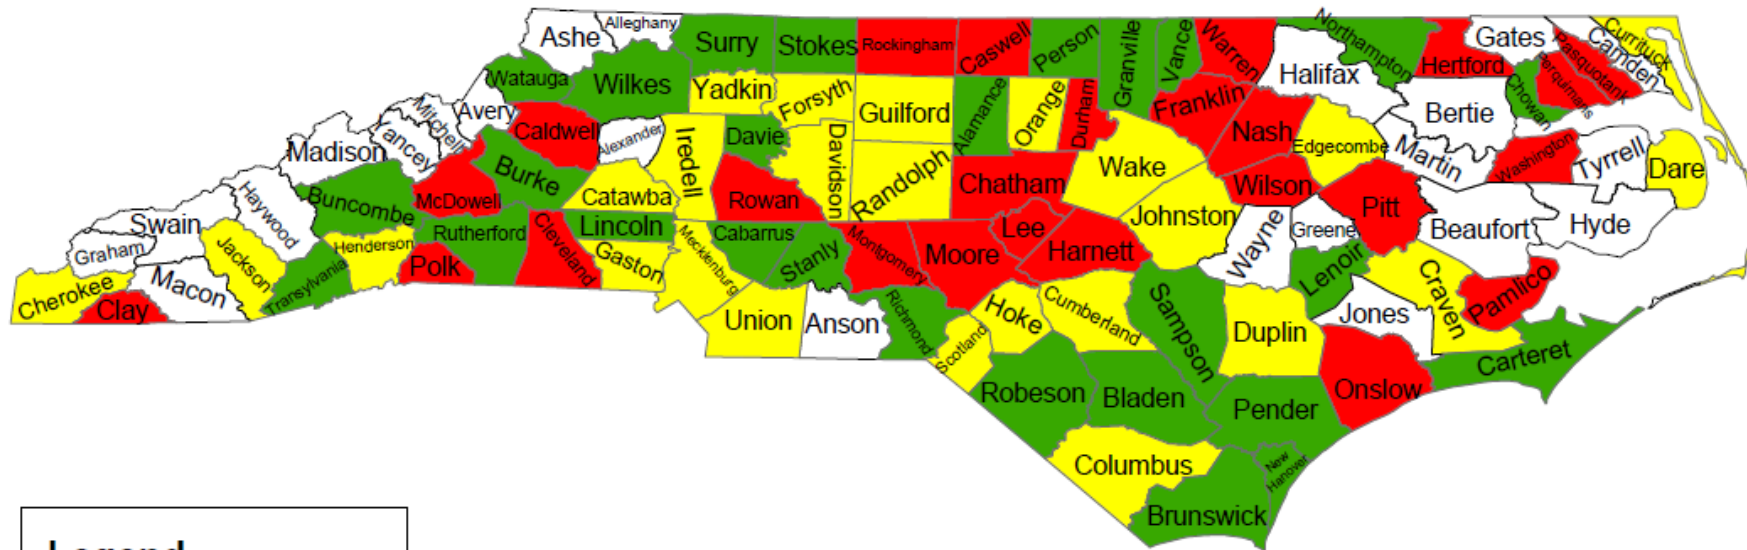 Ashe
Alleghany
Surry
Stokes
Rockingham
Caswell
Person
Granville
Vance
Warren
Northampton
Hertford
Gates
Pasquotank
Camden
Currituck
Perquimans
Chowan
Halifax
Bertie
Watauga
Wilkes
Yadkin
Forsyth
Guilford
Alamance
Orange
Durham
Franklin
Nash
Edgecombe
Martin
Washington
Tyrrell
Dare
Avery
Mitchell
ancey
Madison
Caldwell
Alexander
Iredell
Davie
Davidson
Randolph
Chatham
Wake
Wilson
Pitt
Beaufort
Hyde
Haywood
Buncombe
McDowell
Burke
Catawba
Rowan
Johnston
Wayne
Greene
Swain
Graham
Jackson
Henderson
Rutherford
Cleveland
Lincoln
Gaston
Mecklenburg
Cabarrus
Stanly
Montgomery
Moore
Lee
Harnett
Lenoir
Craven
Pamlico
Cherokee
Clay
Macon
Transylvania
Polk
Union
Anson
Richmond
Scotland
Hoke
Cumberland
Sampson
Duplin
Jones
Carteret
Onslow
Robeson
Bladen
Pender
Columbus
Brunswick
New
Hanover
Legend